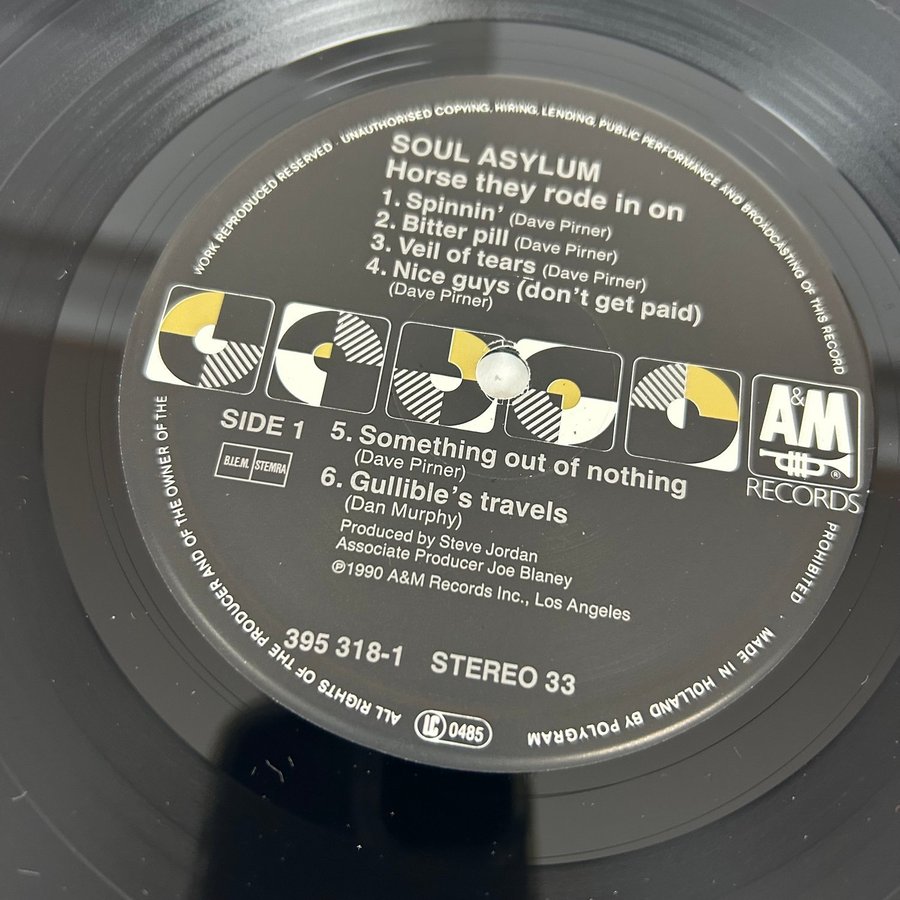 WORK REPRODUCED RESERVED · UNAUTHORISED COPYING, HIRING, LENDING, PUBLIC PERFORMANCE AND BROADCASTING OF THIS RECORD
SOUL ASYLUM
Horse they rode in on
1. Spinnin' (Dave Pirner)
2. Bitter pill (Dave Pirner)
3. Veil of tears (Dave Pirner)
4. Nice guys (don't get paid)
(Dave Pirner)
A&M
®
RECORDS
SIDE 1
B.I.E.M. STEMRA
5. Something out of nothing
(Dave Pirner)
6. Gullible's travels
(Dan Murphy)
Produced by Steve Jordan
Associate Producer Joe Blaney
℗1990 A&M Records Inc., Los Angeles
395 318-1 STEREO 33
LC 0485
PROHIBITED · MADE IN HOLLAND BY POLYGRAM
ALL RIGHTS OF THE PRODUCER AND OF THE OWNER OF THE